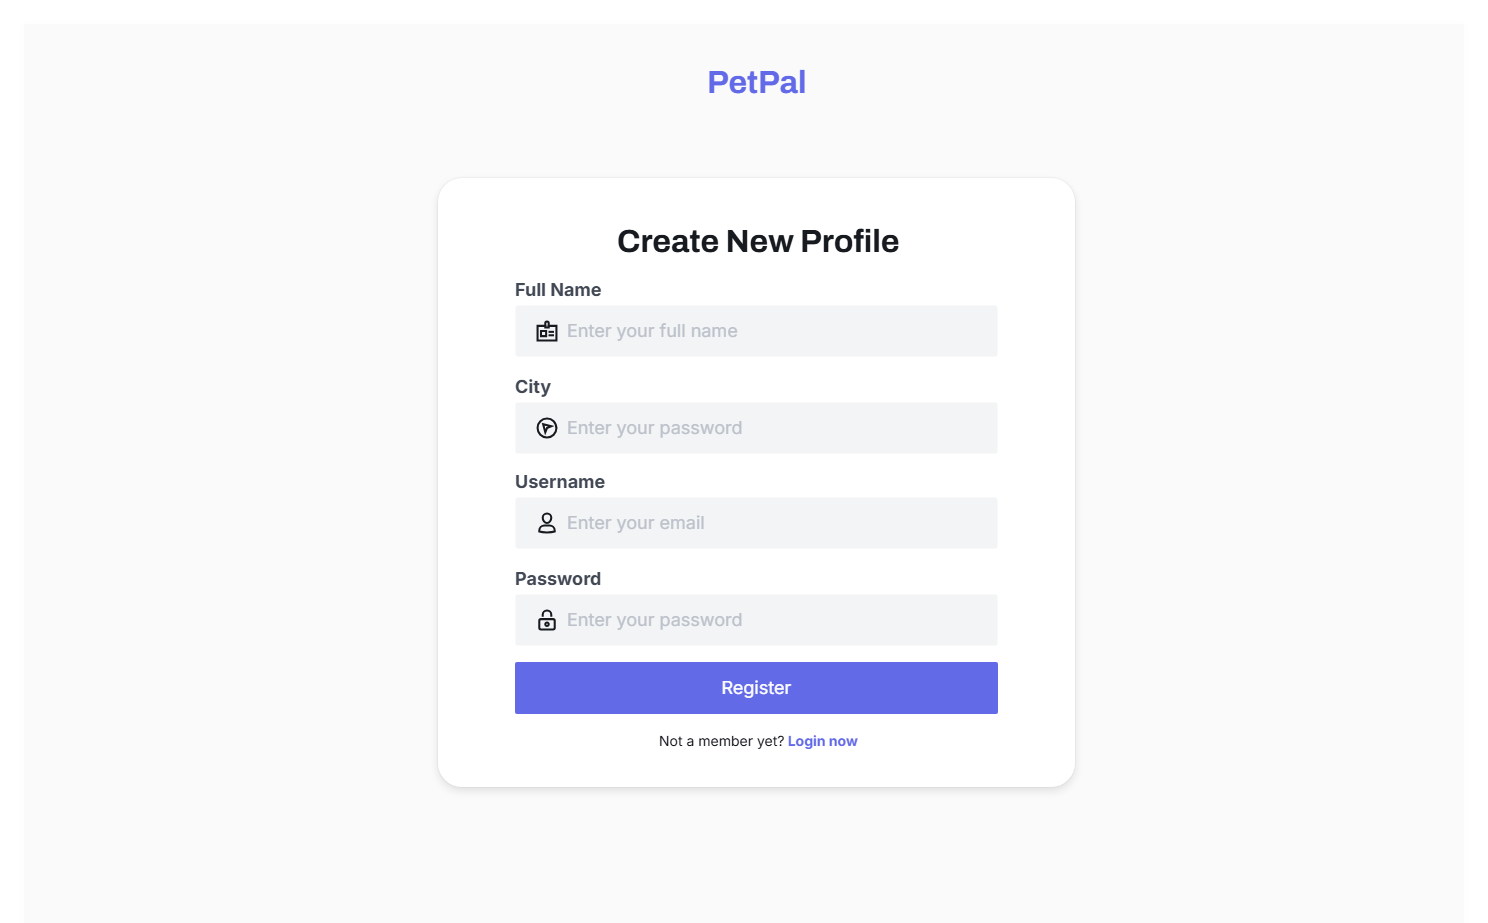 PetPal
Create New Profile
Full Name
Enter your full name
City
Enter your password
Username
Enter your email
Password
Enter your password
Register
Not a member yet? Login now